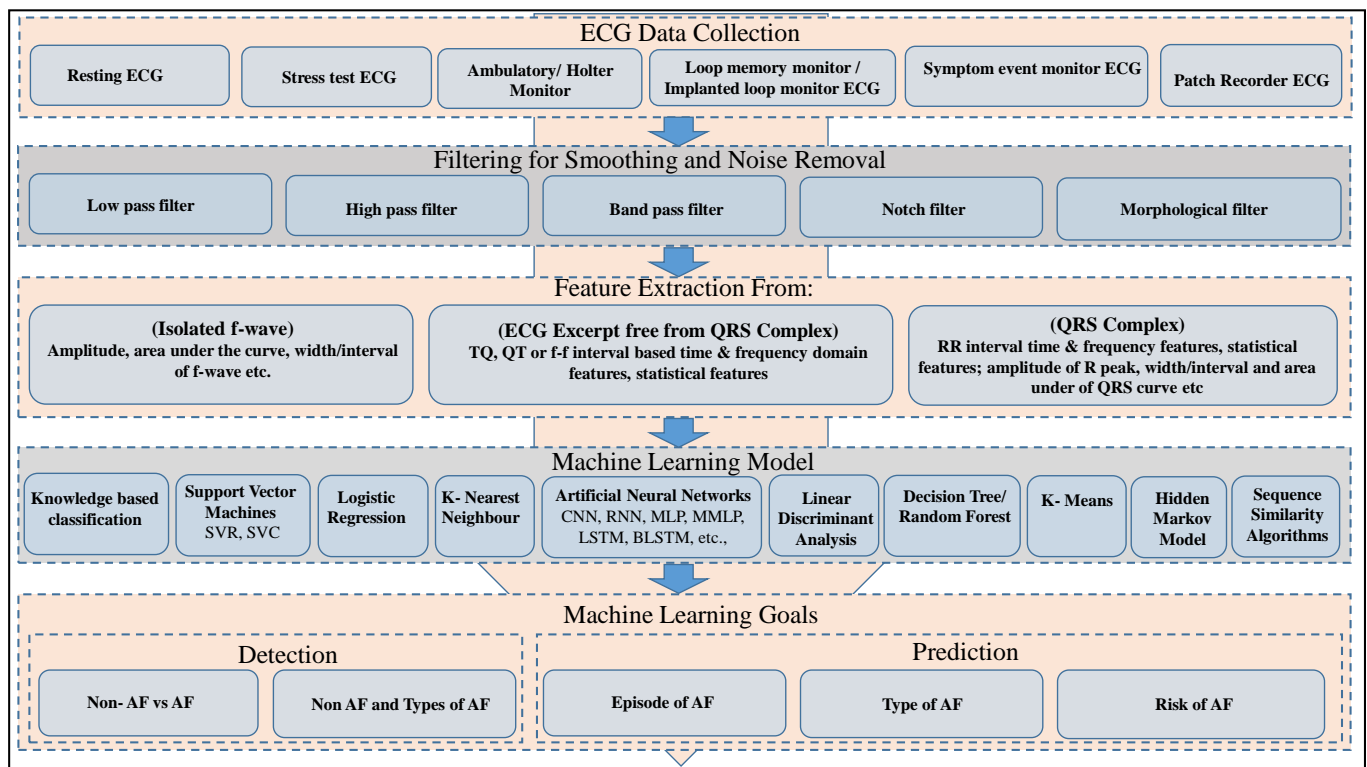 ECG Data Collection
Resting ECG
Stress test ECG
Ambulatory/ Holter
Monitor
Loop memory monitor /
Implanted loop monitor ECG
Symptom event monitor ECG
Patch Recorder ECG
Filtering for Smoothing and Noise Removal
Low pass filter
High pass filter
Band pass filter
Notch filter
Morphological filter
Feature Extraction From:
(Isolated f-wave)
Amplitude, area under the curve, width/interval
of f-wave etc.
(ECG Excerpt free from QRS Complex)
TQ, QT or f-f interval based time & frequency domain
features, statistical features
(QRS Complex)
RR interval time & frequency features, statistical
features; amplitude of R peak, width/interval and area
under of QRS curve etc
Machine Learning Model
Knowledge based
classification
Support Vector
Machines
SVR, SVC
Logistic
Regression
K- Nearest
Neighbour
Artificial Neural Networks
CNN, RNN, MLP, MMLP,
LSTM, BLSTM, etc.,
Linear
Discriminant
Analysis
Decision Tree/
Random Forest
K- Means
Hidden
Markov
Model
Sequence
Similarity
Algorithms
Machine Learning Goals
Detection
Non- AF vs AF
Non AF and Types of AF
Prediction
Episode of AF
Type of AF
Risk of AF